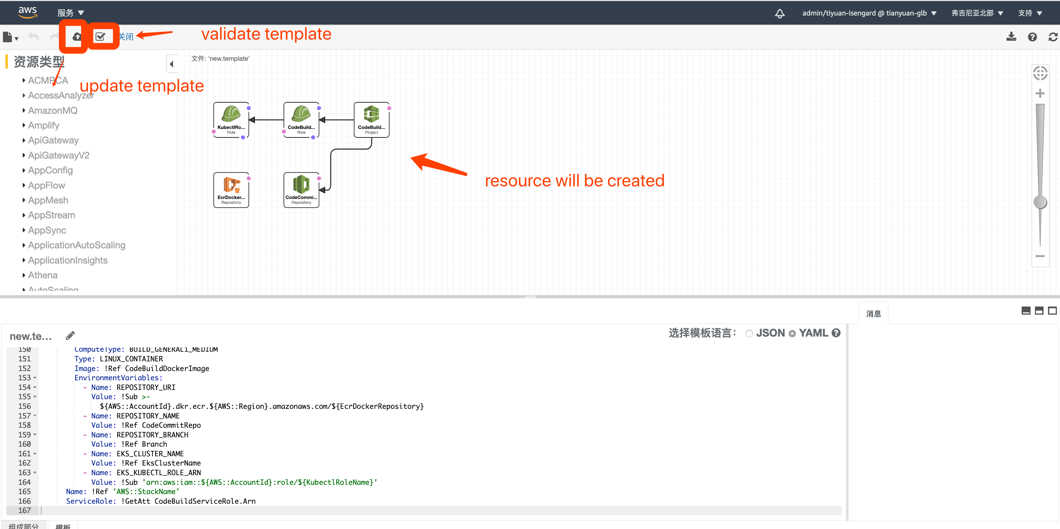 aws
服务
admin/tiyuan-Isengard @ tianyuan-glb
弗吉尼亚北部
支持
关闭
validate template
资源类型
文件: 'new.template'
update template
ACMPCA
AccessAnalyzer
AmazonMQ
Amplify
ApiGateway
ApiGatewayV2
AppConfig
AppFlow
AppMesh
AppStream
AppSync
ApplicationAutoScaling
ApplicationInsights
Athena
AutoScaling
KubectlRo...
Role
CodeBuild...
Role
CodeBuild...
Project
EcrDocker...
Repository
CodeCommi...
Repository
resource will be created
消息
new.te...
选择模板语言:
JSON
YAML
150 ComputeType: BUILD_GENERAL1_MEDIUM
151 Type: LINUX_CONTAINER
152 Image: !Ref CodeBuildDockerImage
153 EnvironmentVariables:
154 - Name: REPOSITORY_URI
155 Value: !Sub >-
156 ${AWS::AccountId}.dkr.ecr.${AWS::Region}.amazonaws.com/${EcrDockerRepository}
157 - Name: REPOSITORY_NAME
158 Value: !Ref CodeCommitRepo
159 - Name: REPOSITORY_BRANCH
160 Value: !Ref Branch
161 - Name: EKS_CLUSTER_NAME
162 Value: !Ref EksClusterName
163 - Name: EKS_KUBECTL_ROLE_ARN
164 Value: !Sub 'arn:aws:iam::${AWS::AccountId}:role/${KubectlRoleName}'
165 Name: !Ref 'AWS::StackName'
166 ServiceRole: !GetAtt CodeBuildServiceRole.Arn
167
组成部分
模板